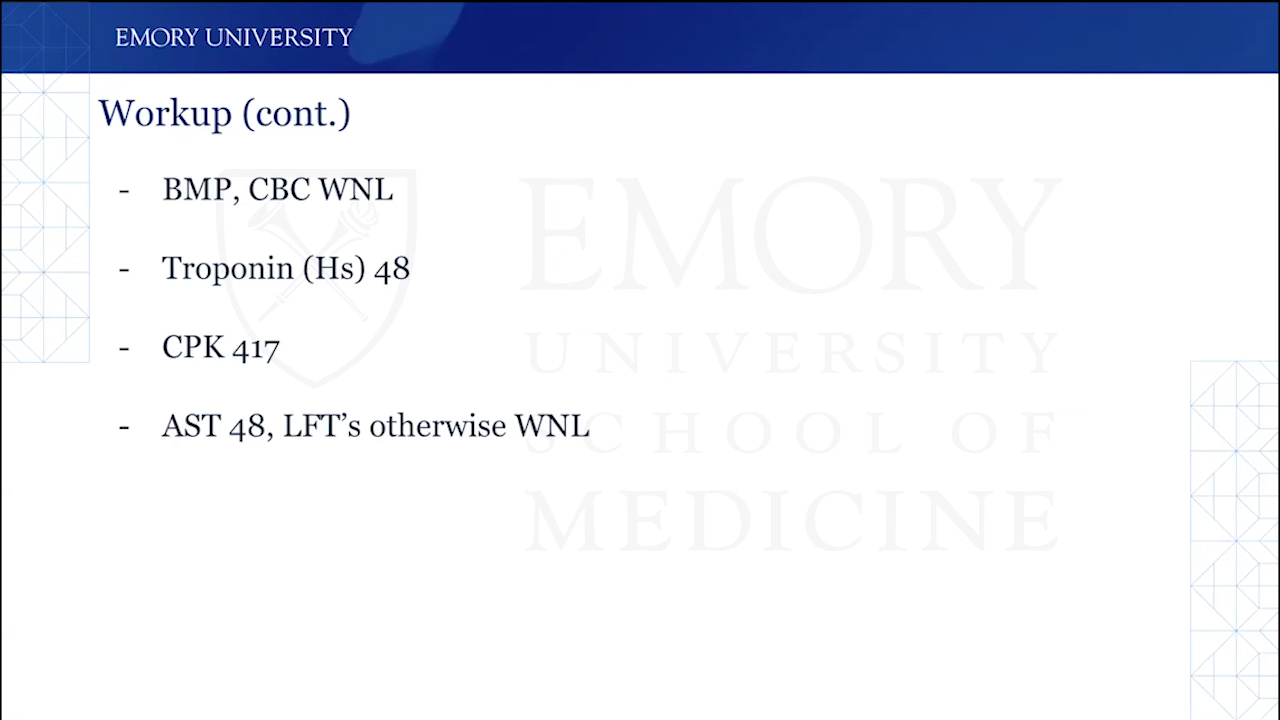 EMORY UNIVERSITY
Workup (cont.)
- BMP, CBC WNL
- Troponin (Hs) 48
- CPK 417
- AST 48, LFT’s otherwise WNL
EMORY
UNIVERSITY
SCHOOL OF
MEDICINE